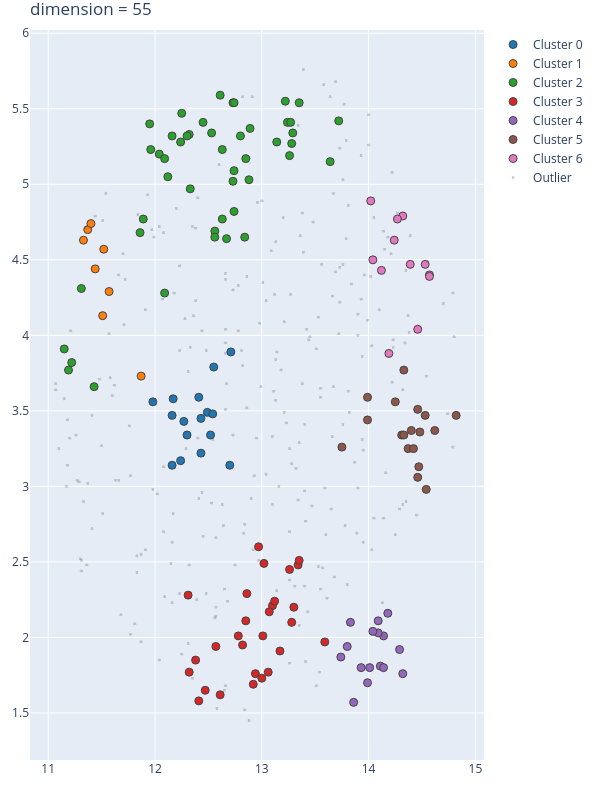 dimension = 55
6
5.5
5
4.5
4
3.5
3
2.5
2
1.5
11
12
13
14
15
Cluster 0
Cluster 1
Cluster 2
Cluster 3
Cluster 4
Cluster 5
Cluster 6
Outlier